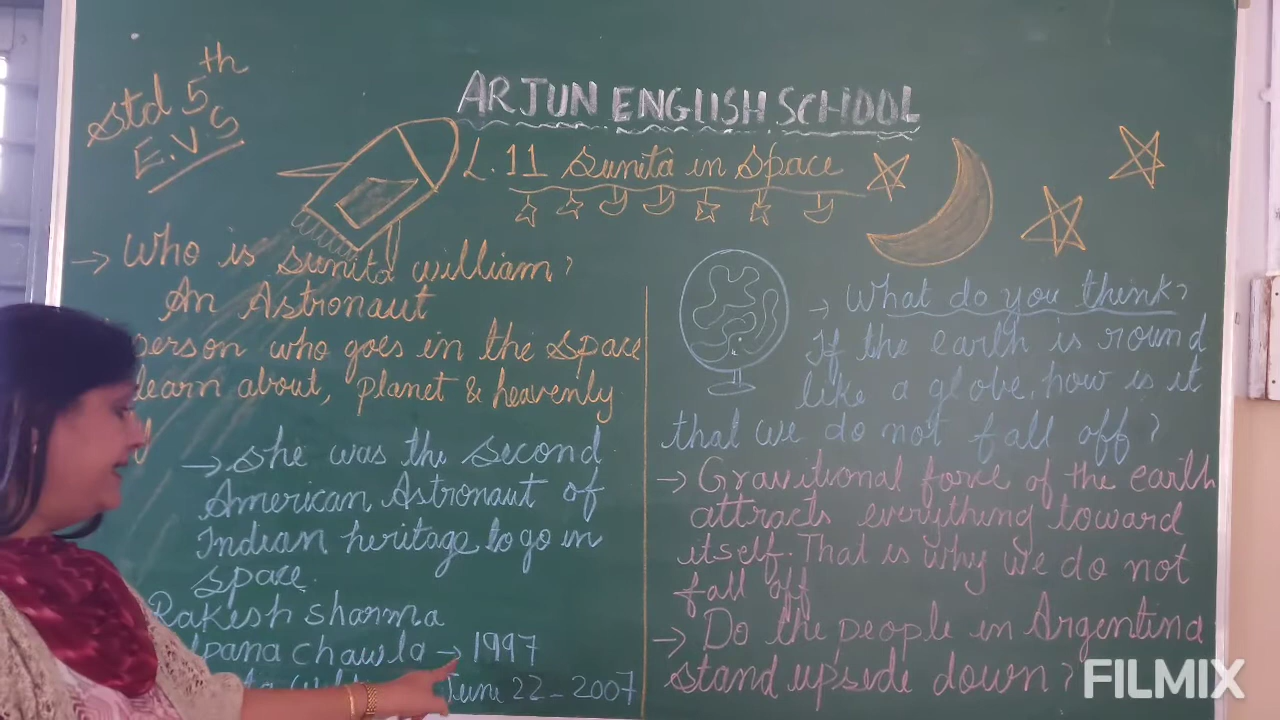 Std 5th
E.V.S
ARJUN ENGLISH SCHOOL
L.11 Sunita in Space
→ Who is Sunita william?
An Astronaut
person who goes in the space
learn about, planet & heavenly
→ she was the second
American Astronaut of
Indian heritage to go in
space.
Rakesh sharma
lpana chawla → 1997
June 22-2007
→ What do you think?
If the earth is round
like a globe, how is it
that we do not fall off?
→ Gravitional force of the earth
attracts everything toward
itself. That is why we do not
fall off
→ Do the people in Argentina
stand upside down?
FILMIX